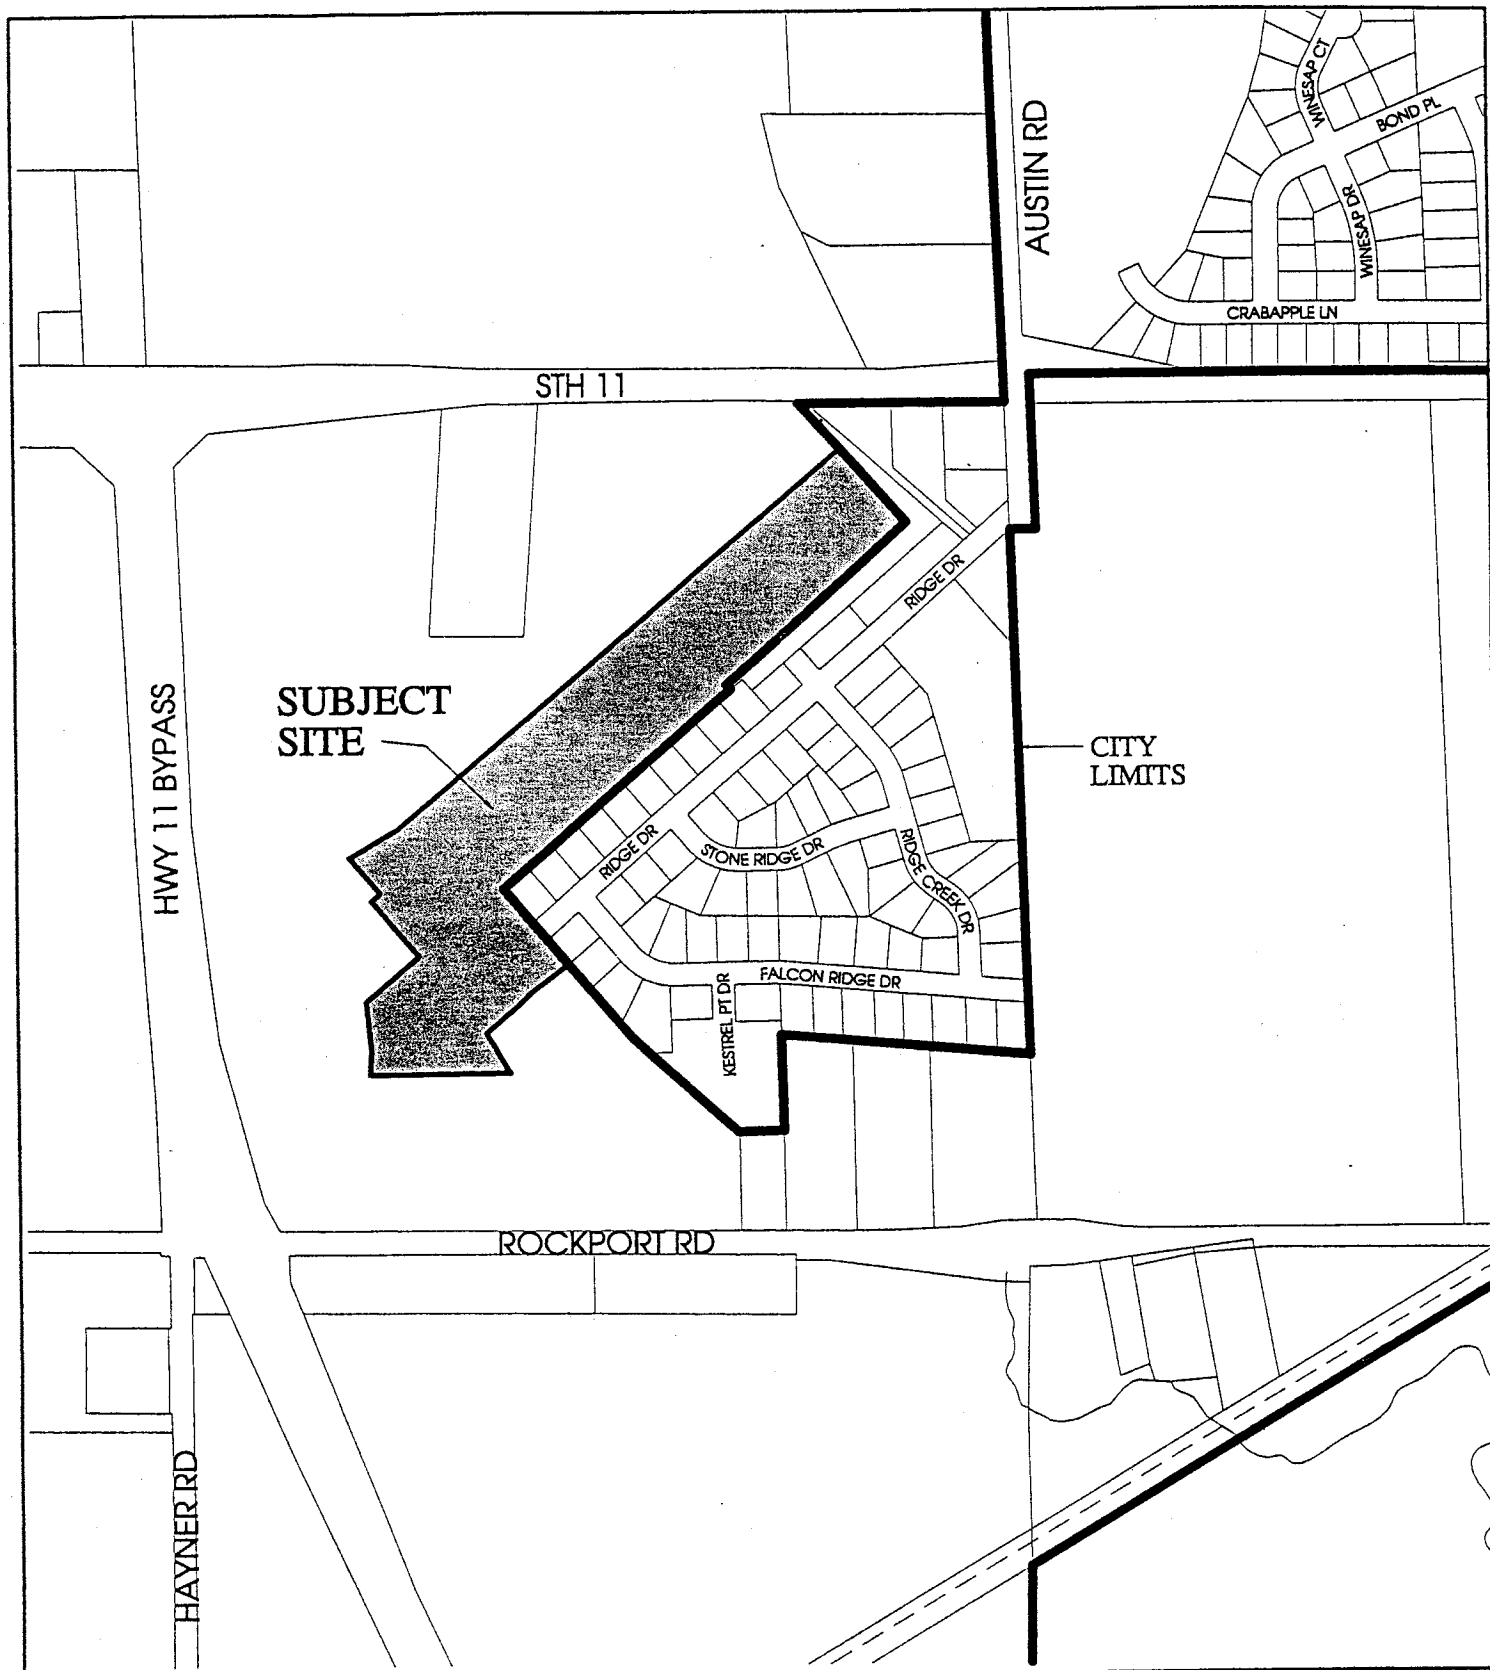 WINESAP CT
BOND PL
AUSTIN RD
WINESAP DR
CRABAPPLE LN
STH 11
RIDGE DR
SUBJECT
SITE
HWY 11 BYPASS
CITY
LIMITS
RIDGE DR
STONE RIDGE DR
RIDGE CREEK DR
FALCON RIDGE DR
KESTREL PT DR
ROCKPORT RD
HAYNER RD